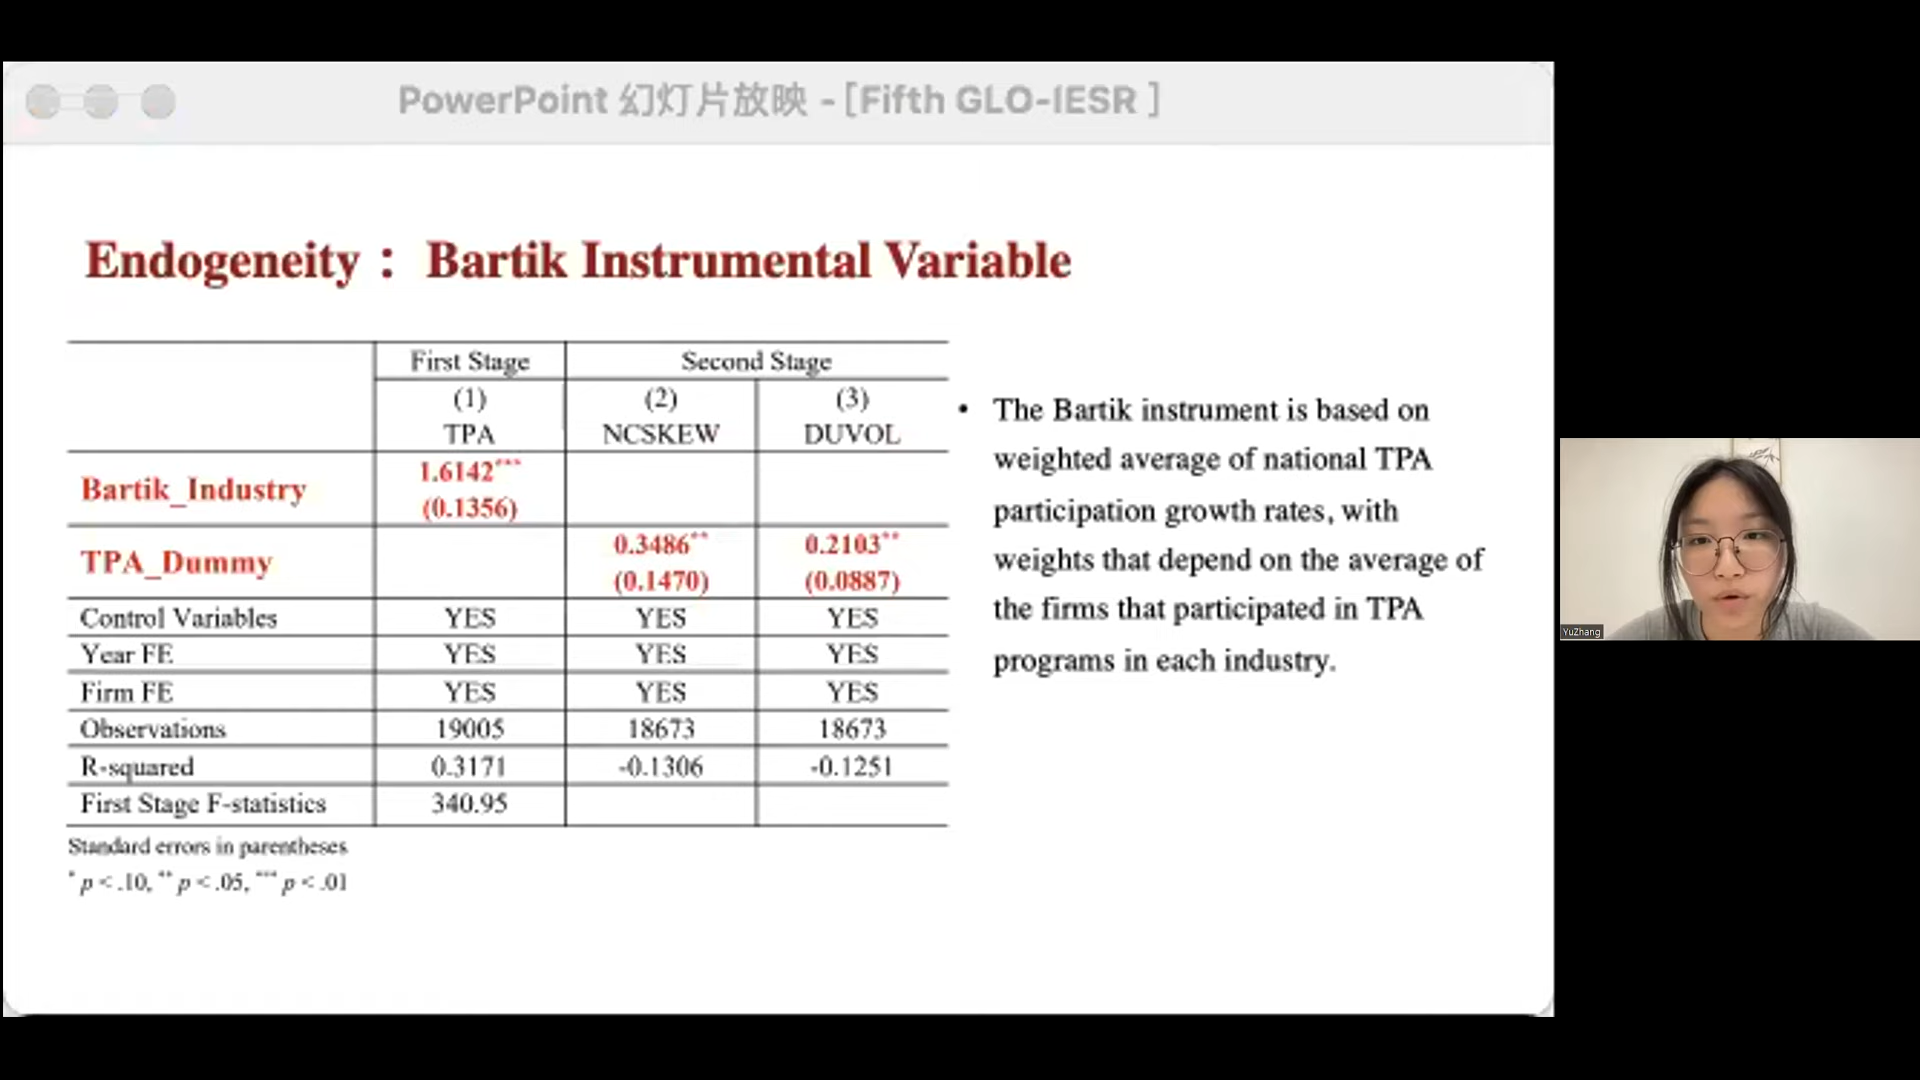 PowerPoint 幻灯片放映 - [Fifth GLO-IESR ]
Endogeneity： Bartik Instrumental Variable
First Stage Second Stage
(1) (2) (3)
TPA NCSKEW DUVOL
Bartik_Industry 1.6142***
(0.1356)
TPA_Dummy 0.3486** 0.2103**
(0.1470) (0.0887)
Control Variables YES YES YES
Year FE YES YES YES
Firm FE YES YES YES
Observations 19005 18673 18673
R-squared 0.3171 -0.1306 -0.1251
First Stage F-statistics 340.95
Standard errors in parentheses
* p < .10, ** p < .05, *** p < .01
• The Bartik instrument is based on
weighted average of national TPA
participation growth rates, with
weights that depend on the average of
the firms that participated in TPA
programs in each industry.
YuZhang